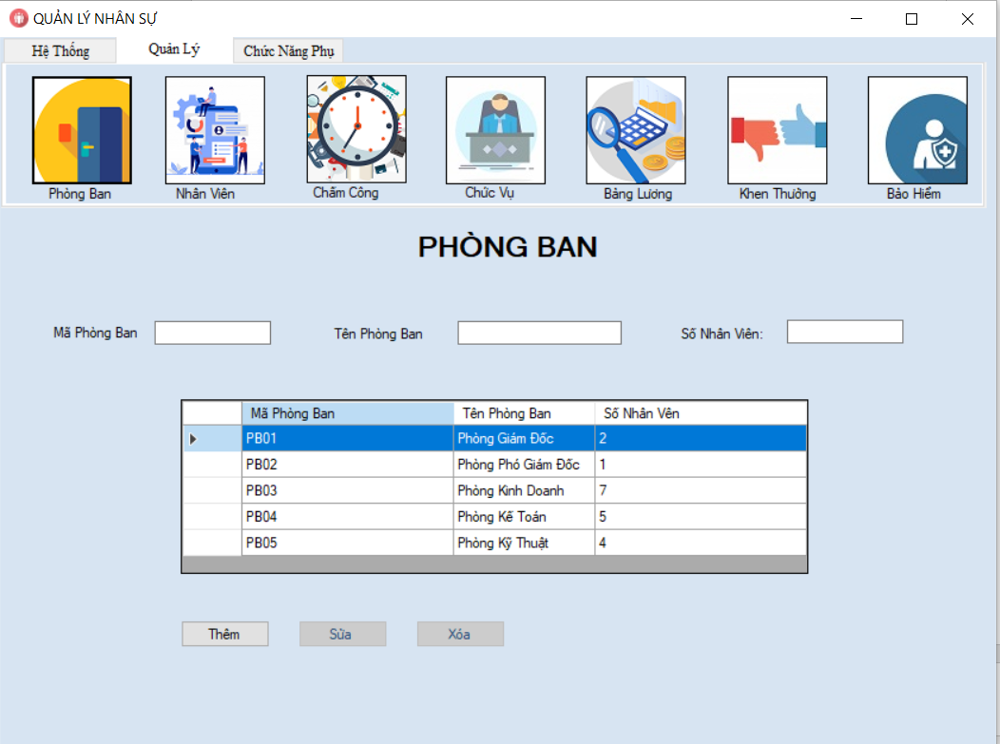 QUẢN LÝ NHÂN SỰ
Hệ Thống Quản Lý Chức Năng Phụ
Phòng Ban Nhân Viên Chấm Công Chức Vụ Bảng Lương Khen Thưởng Bảo Hiểm
PHÒNG BAN
Mã Phòng Ban Tên Phòng Ban Số Nhân Viên:
Mã Phòng Ban Tên Phòng Ban Số Nhân Vên
PB01 Phòng Giám Đốc 2
PB02 Phòng Phó Giám Đốc 1
PB03 Phòng Kinh Doanh 7
PB04 Phòng Kế Toán 5
PB05 Phòng Kỹ Thuật 4
Thêm Sửa Xóa